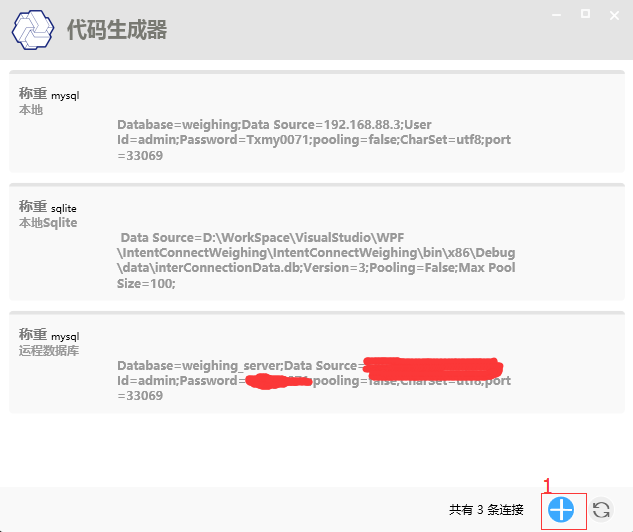 代码生成器
称重 mysql
本地
Database=weighing;Data Source=192.168.88.3;User
Id=admin;Password=Txmy0071;pooling=false;CharSet=utf8;port
=33069
称重 sqlite
本地Sqlite
Data Source=D:\WorkSpace\VisualStudio\WPF
\IntentConnectWeighing\IntentConnectWeighing\bin\x86\Debug
\data\interConnectionData.db;Version=3;Pooling=False;Max Pool
Size=100;
称重 mysql
运程数据库
Database=weighing_server;Data Source=
Id=admin;Password= pooling=false;CharSet=utf8;port
=33069
1
共有 3 条连接